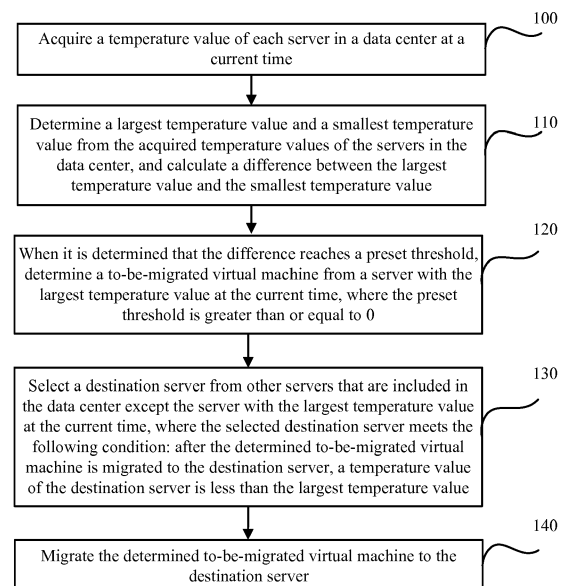 100
Acquire a temperature value of each server in a data center at a
current time
110
Determine a largest temperature value and a smallest temperature
value from the acquired temperature values of the servers in the
data center, and calculate a difference between the largest
temperature value and the smallest temperature value
120
When it is determined that the difference reaches a preset threshold,
determine a to-be-migrated virtual machine from a server with the
largest temperature value at the current time, where the preset
threshold is greater than or equal to 0
130
Select a destination server from other servers that are included in
the data center except the server with the largest temperature value
at the current time, where the selected destination server meets the
following condition: after the determined to-be-migrated virtual
machine is migrated to the destination server, a temperature value
of the destination server is less than the largest temperature value
140
Migrate the determined to-be-migrated virtual machine to the
destination server